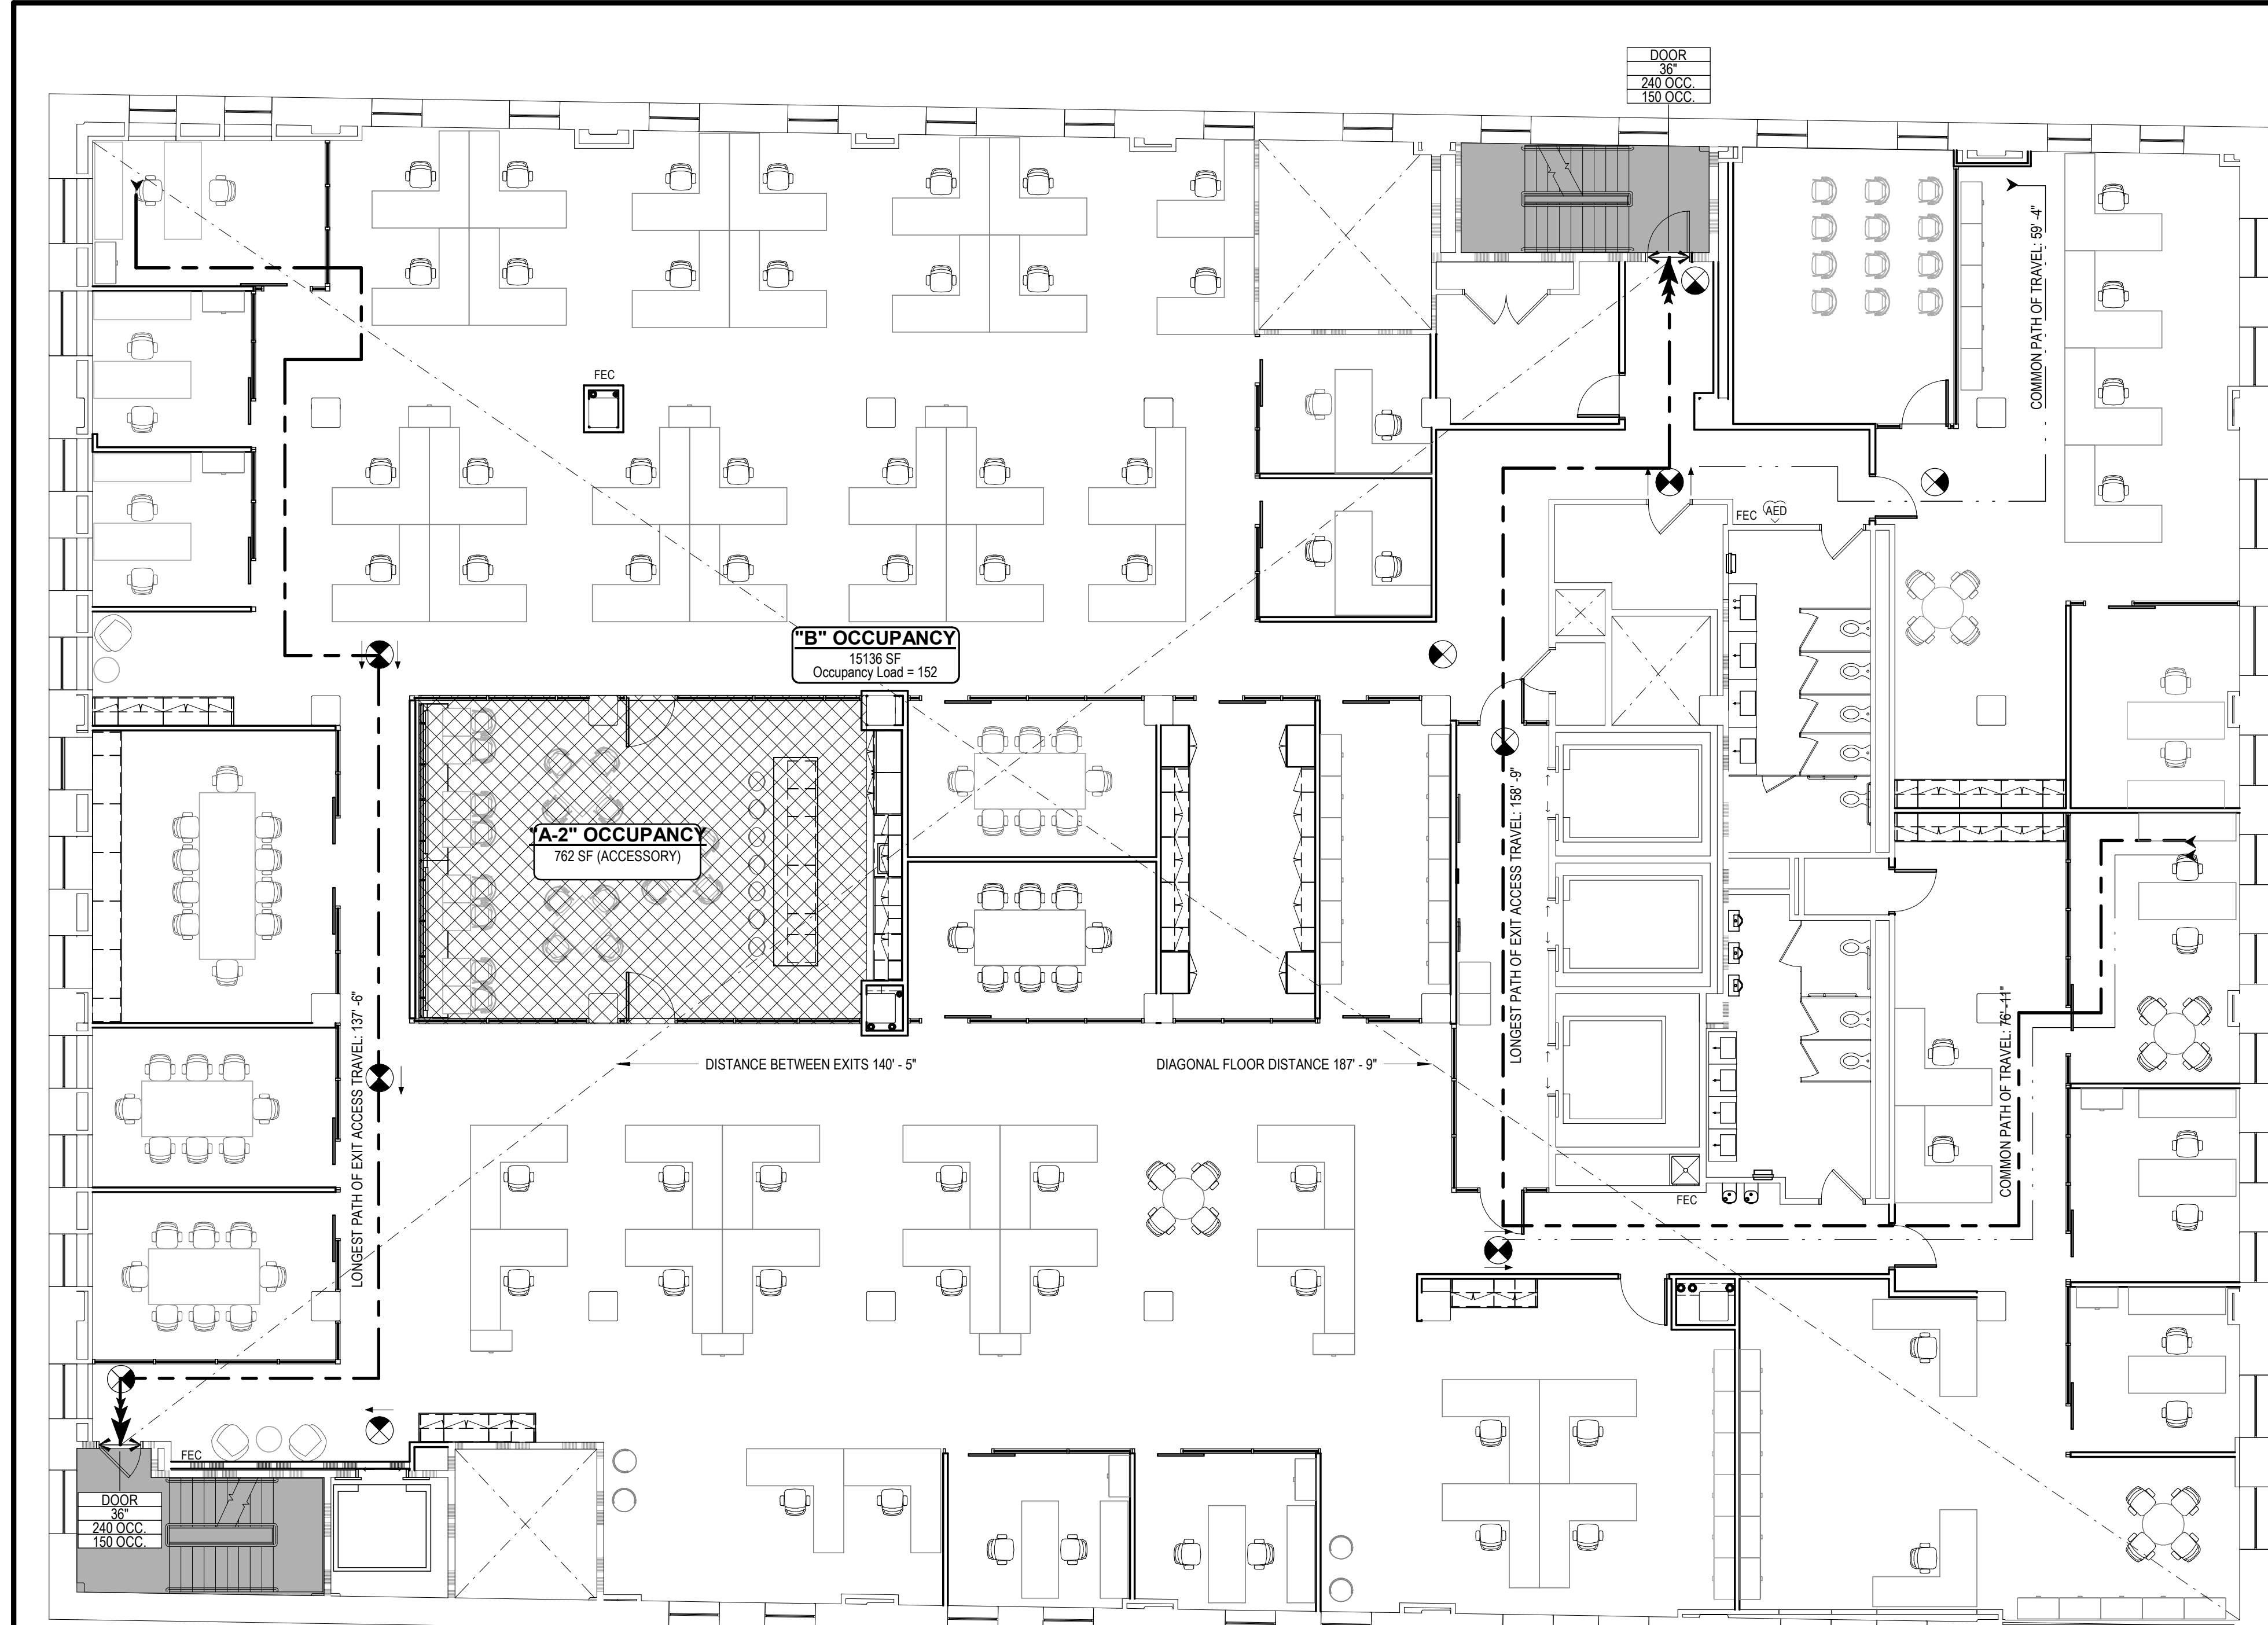 DOOR
36"
240 OCC.
150 OCC.
COMMON PATH OF TRAVEL: 59' -4"
FEC
FEC
AED
"B" OCCUPANCY
15136 SF
Occupancy Load = 152
"A-2" OCCUPANCY
762 SF (ACCESSORY)
LONGEST PATH OF EXIT ACCESS TRAVEL: 158'-9"
LONGEST PATH OF EXIT ACCESS TRAVEL: 137' -6"
DISTANCE BETWEEN EXITS 140' - 5"
DIAGONAL FLOOR DISTANCE 187' - 9"
COMMON PATH OF TRAVEL: 76' -11"
FEC
FEC
DOOR
36"
240 OCC.
150 OCC.